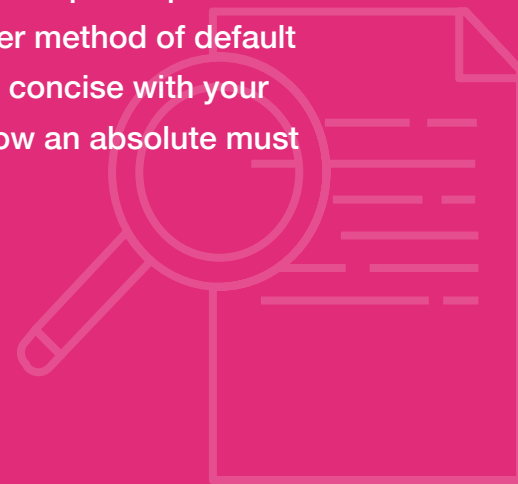 er method of default
concise with your
ow an absolute must